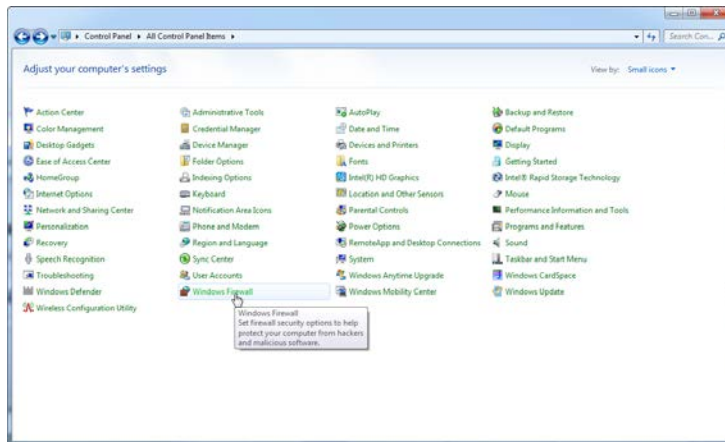 Control Panel ▸ All Control Panel Items ▸
Search Con...
Adjust your computer's settings
View by: Small icons
Action Center
Administrative Tools
AutoPlay
Backup and Restore
Color Management
Credential Manager
Date and Time
Default Programs
Desktop Gadgets
Device Manager
Devices and Printers
Display
Ease of Access Center
Folder Options
Fonts
Getting Started
HomeGroup
Indexing Options
Intel(R) HD Graphics
Intel® Rapid Storage Technology
Internet Options
Keyboard
Location and Other Sensors
Mouse
Network and Sharing Center
Notification Area Icons
Parental Controls
Performance Information and Tools
Personalization
Phone and Modem
Power Options
Programs and Features
Recovery
Region and Language
RemoteApp and Desktop Connections
Sound
Speech Recognition
Sync Center
System
Taskbar and Start Menu
Troubleshooting
User Accounts
Windows Anytime Upgrade
Windows CardSpace
Windows Defender
Windows Firewall
Windows Mobility Center
Windows Update
Wireless Configuration Utility
Windows Firewall
Set firewall security options to help
protect your computer from hackers
and malicious software.